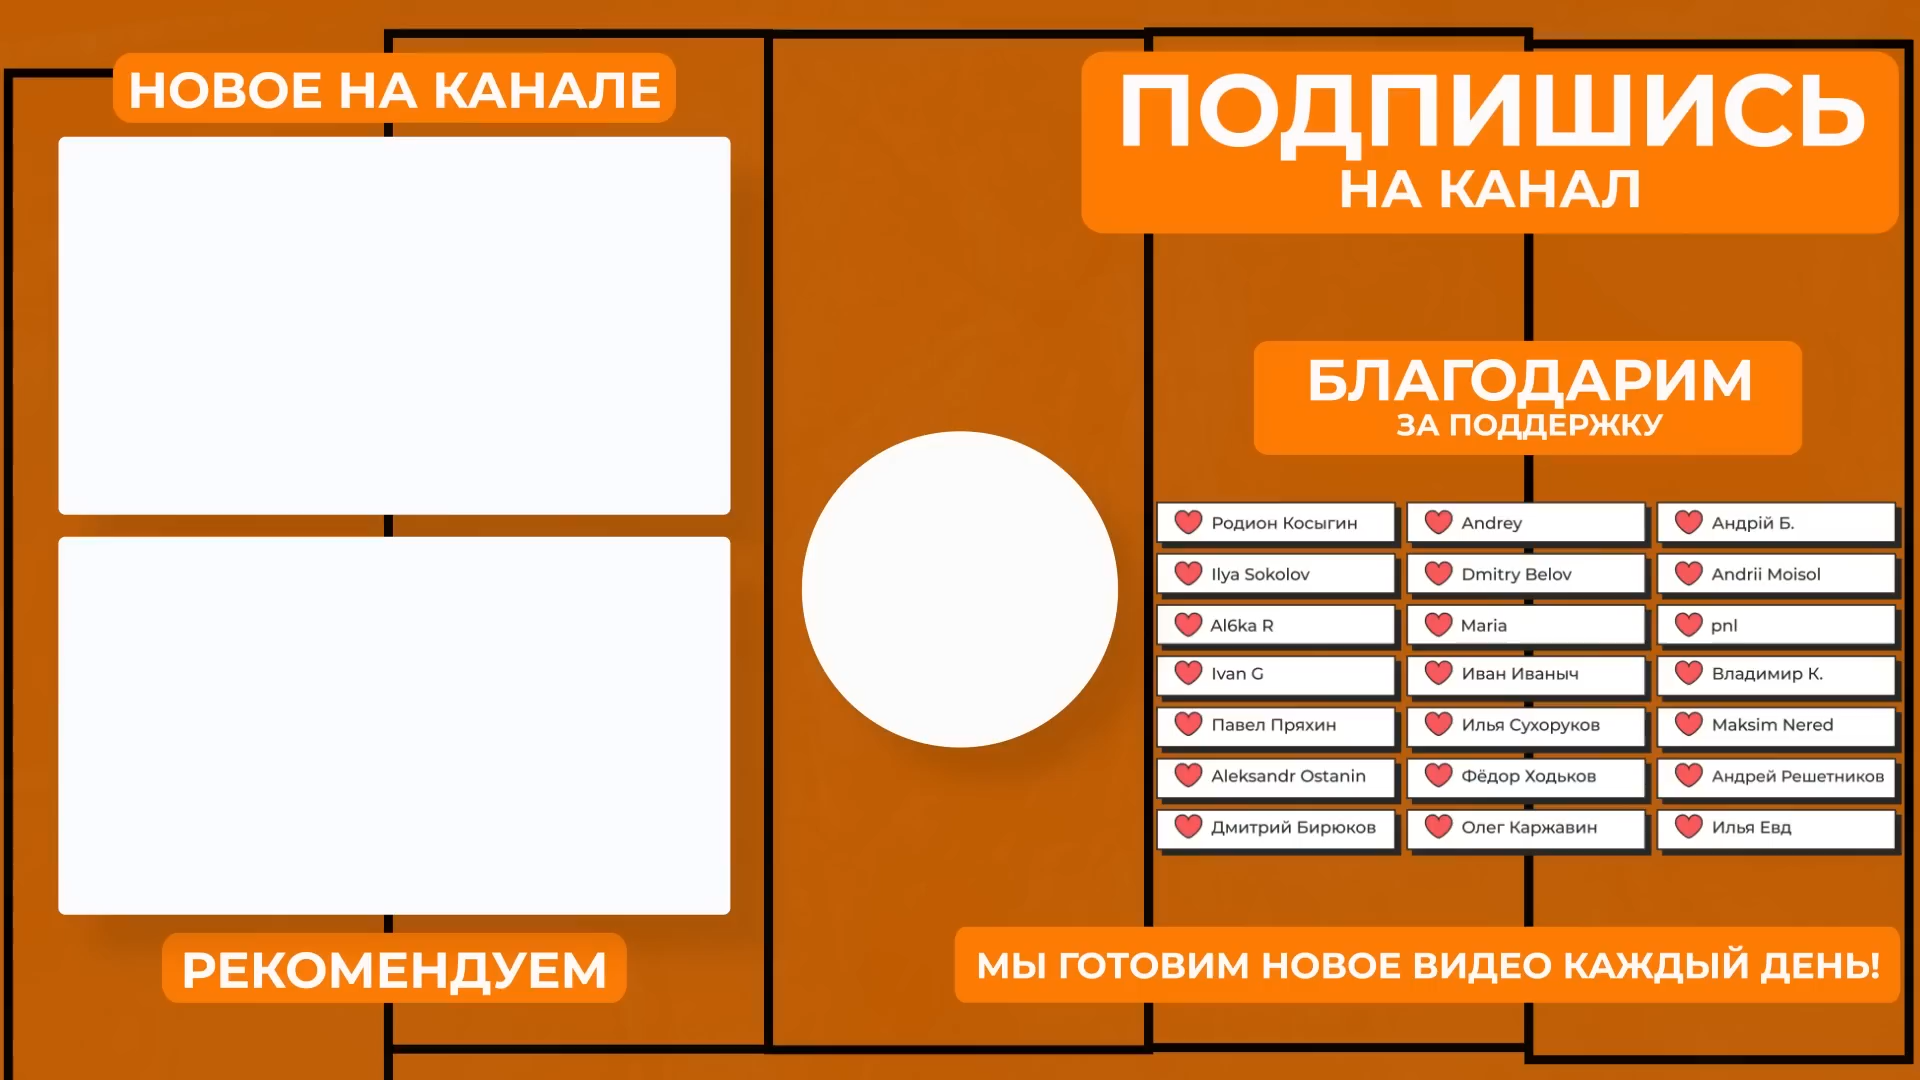 НОВОЕ НА КАНАЛЕ
РЕКОМЕНДУЕМ
ПОДПИШИСЬ
НА КАНАЛ
БЛАГОДАРИМ
ЗА ПОДДЕРЖКУ
Родион Косыгин
Andrey
Андрій Б.
Ilya Sokolov
Dmitry Belov
Andrii Moisol
Al6ka R
Maria
pnl
Ivan G
Иван Иваныч
Владимир К.
Павел Пряхин
Илья Сухоруков
Maksim Nered
Aleksandr Ostanin
Фёдор Ходьков
Андрей Решетников
Дмитрий Бирюков
Олег Каржавин
Илья Евд
МЫ ГОТОВИМ НОВОЕ ВИДЕО КАЖДЫЙ ДЕНЬ!